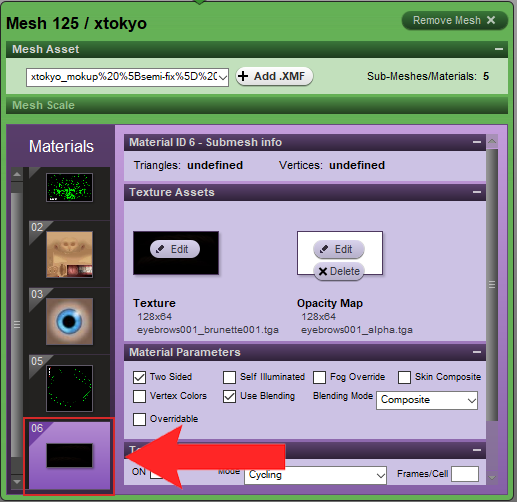 Mesh 125 / xtokyo
Remove Mesh
Mesh Asset
xtokyo_mokup%20%5Bsemi-fix%5D%20
Add .XMF
Sub-Meshes/Materials: 5
Mesh Scale
Materials
Material ID 6 - Submesh info
Triangles: undefined Vertices: undefined
Texture Assets
02
Edit
Edit
Delete
03
Texture
Opacity Map
128x64
128x64
eyebrows001_brunette001.tga
eyebrows001_alpha.tga
Material Parameters
05
Two Sided Self Illuminated Fog Override Skin Composite
Vertex Colors Use Blending Blending Mode Composite
Overridable
06
ON
Mode Cycling
Frames/Cell